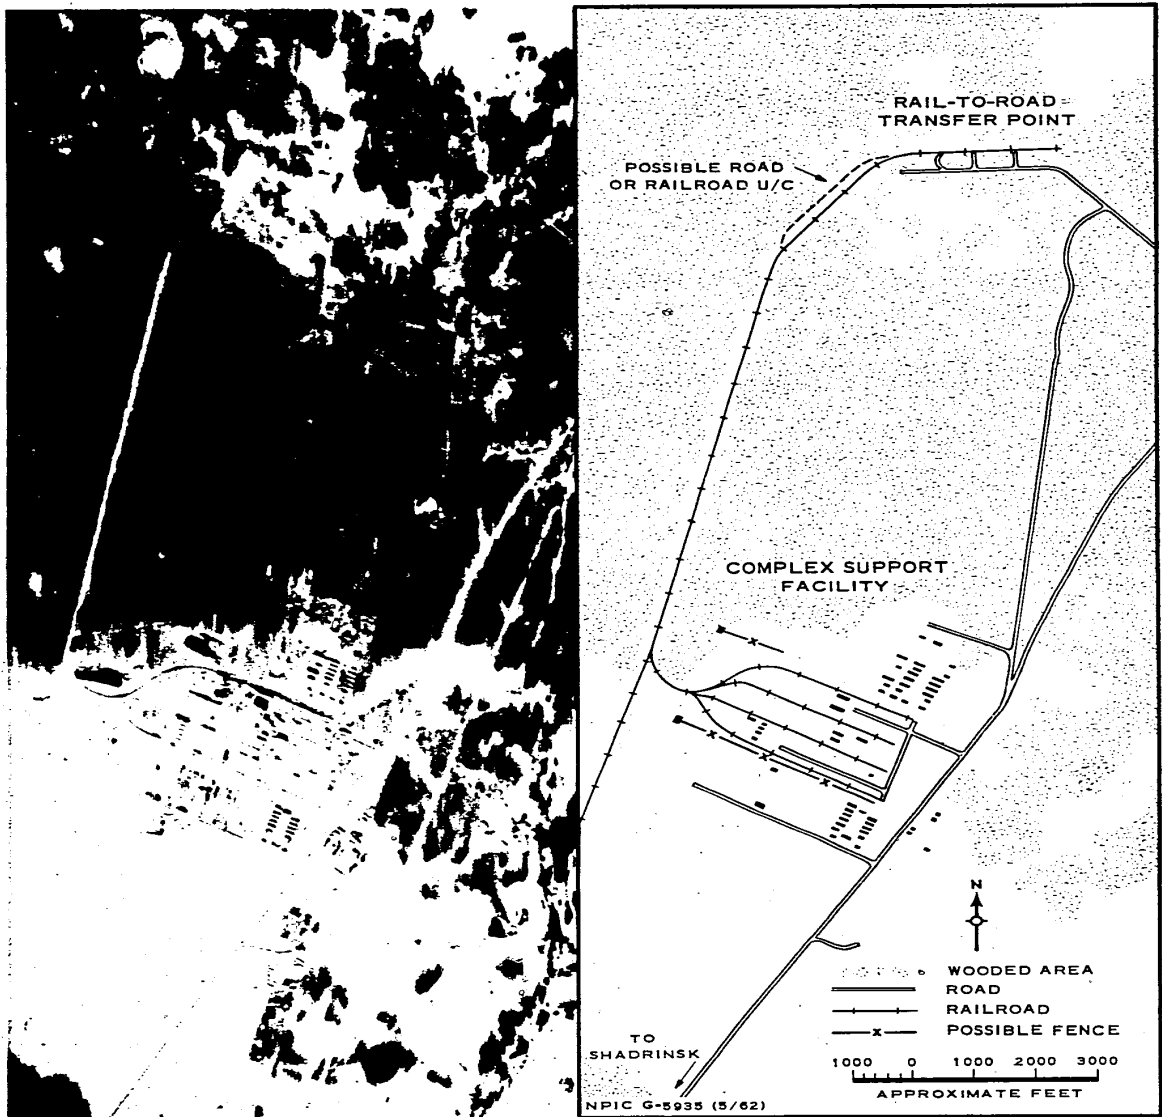 RAIL-TO-ROAD
TRANSFER POINT
POSSIBLE ROAD
OR RAILROAD U/C
COMPLEX SUPPORT
FACILITY
N
WOODED AREA
ROAD
RAILROAD
POSSIBLE FENCE
TO
SHADRINSK
1000 0 1000 2000 3000
APPROXIMATE FEET
NPIC G-5935 (5/62)